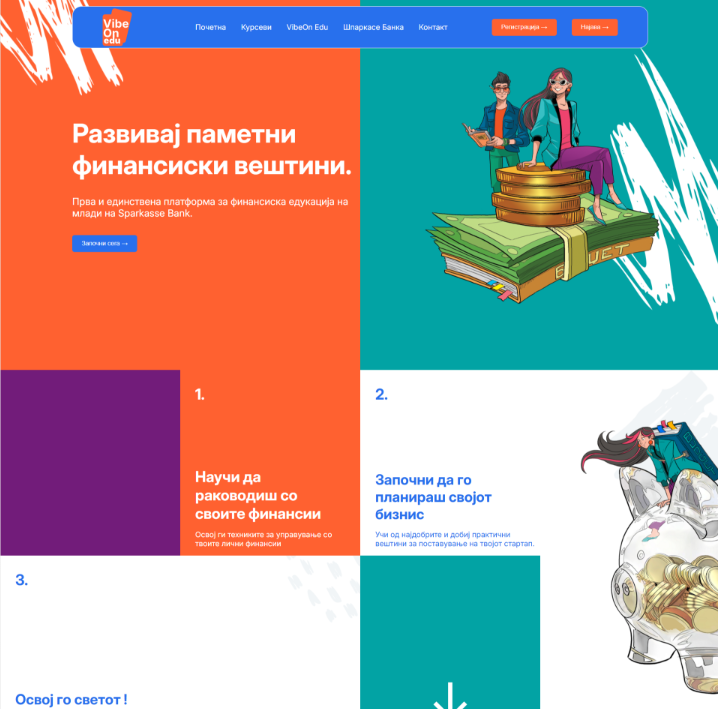 Vibe
On
edu
Почетна Курсеви VibeOn Edu Шпаркасе Банка Контакт Регистрација → Најава →
Развивај паметни
финансиски вештини.
Прва и единствена платформа за финансиска едукација на
млади на Sparkasse Bank.
Започни сега →
1.
Научи да
раководиш со
своите финансии
Освој ги техниките за управување со
твоите лични финансии
2.
Започни да го
планираш својот
бизнис
Учи од најдобрите и добиј практични
вештини за поставување на твојот стартап.
3.
Освој го светот !